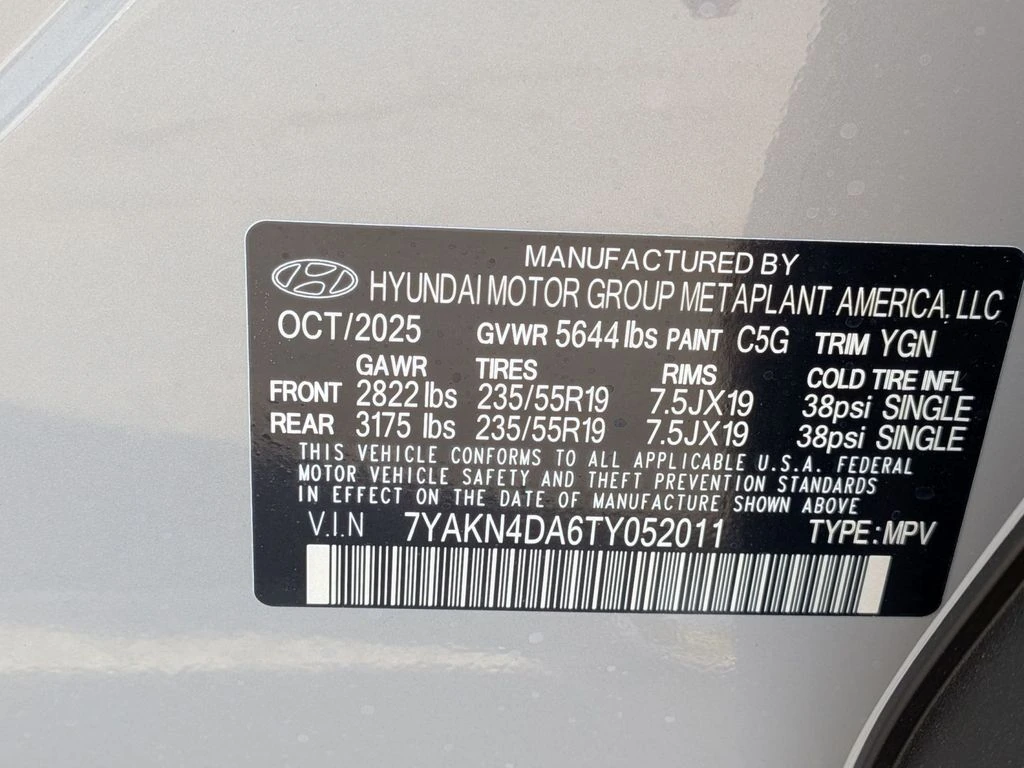 MANUFACTURED BY
HYUNDAI MOTOR GROUP METAPLANT AMERICA, LLC
OCT/2025 GVWR 5644 lbs PAINT C5G TRIM YGN
GAWR TIRES RIMS COLD TIRE INFL
FRONT 2822 lbs 235/55R19 7.5JX19 38psi SINGLE
REAR 3175 lbs 235/55R19 7.5JX19 38psi SINGLE
THIS VEHICLE CONFORMS TO ALL APPLICABLE U.S.A. FEDERAL
MOTOR VEHICLE SAFETY AND THEFT PREVENTION STANDARDS
IN EFFECT ON THE DATE OF MANUFACTURE SHOWN ABOVE
V.I.N 7YAKN4DA6TY052011 TYPE: MPV